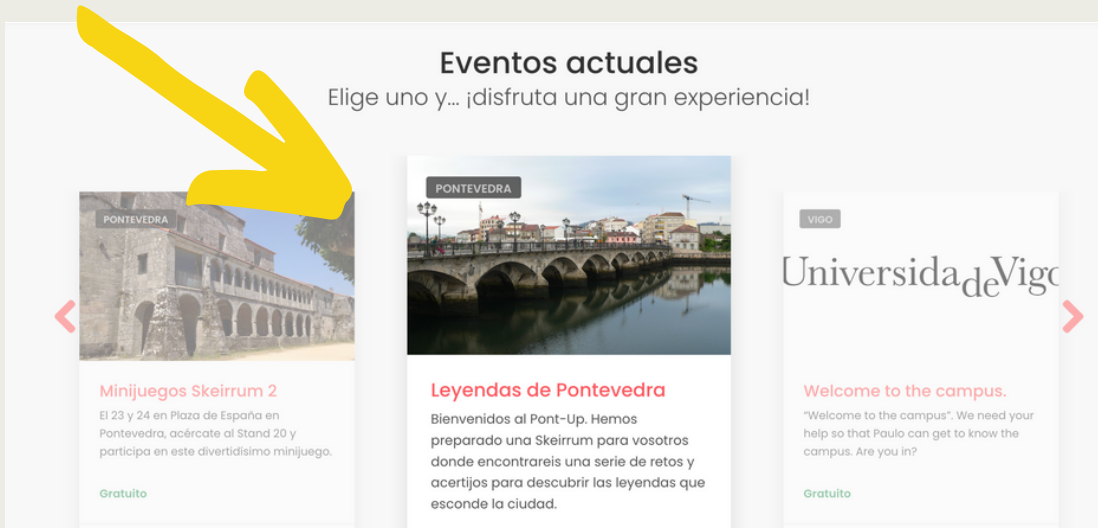 Eventos actuales
Elige uno y... ¡disfruta una gran experiencia!
PONTEVEDRA
Minijuegos Skeirrum 2
El 23 y 24 en Plaza de España en
Pontevedra, acércate al Stand 20 y
participa en este divertidísimo minijuego.
Gratuito
PONTEVEDRA
Leyendas de Pontevedra
Bienvenidos al Pont-Up. Hemos
preparado una Skeirrum para vosotros
donde encontrareis una serie de retos y
acertijos para descubrir las leyendas que
esconde la ciudad.
VIGO
UniversidadeVigo
Welcome to the campus.
"Welcome to the campus". We need your
help so that Paulo can get to know the
campus. Are you in?
Gratuito